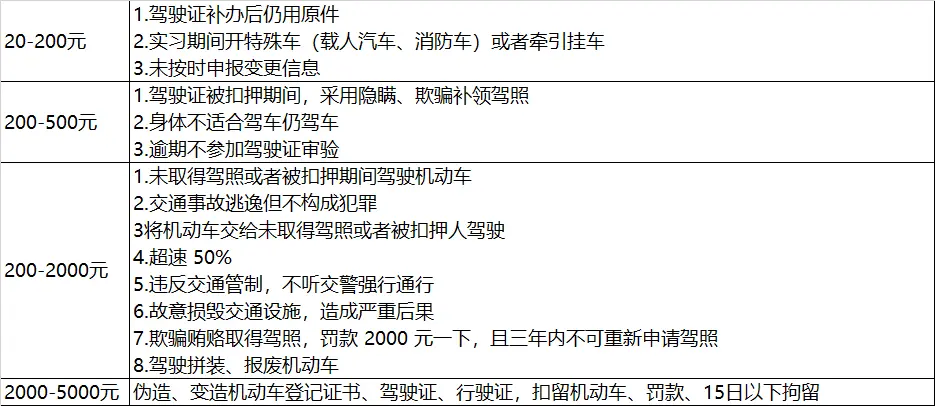 20-200元
1.驾驶证补办后仍用原件
2.实习期间开特殊车（载人汽车、消防车）或者牵引挂车
3.未按时申报变更信息
200-500元
1.驾驶证被扣押期间，采用隐瞒、欺骗补领驾照
2.身体不适合驾车仍驾车
3.逾期不参加驾驶证审验
200-2000元
1.未取得驾照或者被扣押期间驾驶机动车
2.交通事故逃逸但不构成犯罪
3将机动车交给未取得驾照或者被扣押人驾驶
4.超速 50%
5.违反交通管制，不听交警强行通行
6.故意损毁交通设施，造成严重后果
7.欺骗贿赂取得驾照，罚款 2000 元一下，且三年内不可重新申请驾照
8.驾驶拼装、报废机动车
2000-5000元
伪造、变造机动车登记证书、驾驶证、行驶证，扣留机动车、罚款、15日以下拘留